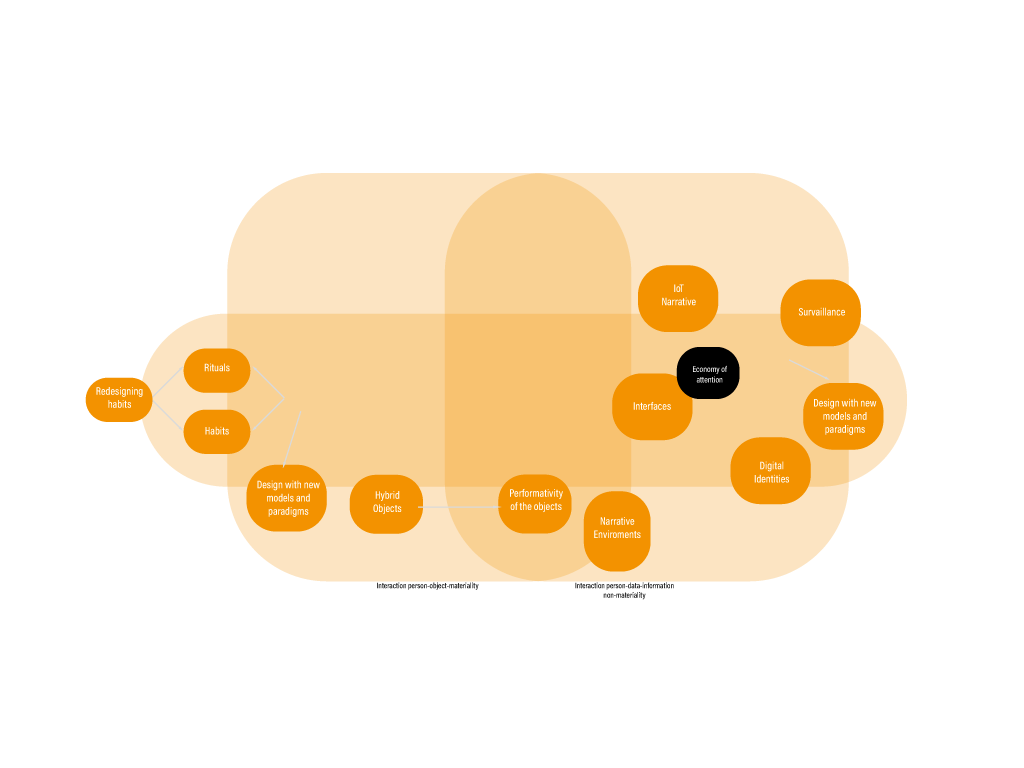 IoT
Narrative
Survaillance
Economy of
attention
Rituals
Redesigning
habits
Interfaces
Design with new
models and
paradigms
Habits
Digital
Identities
Design with new
models and
paradigms
Hybrid
Objects
Performativity
of the objects
Narrative
Enviroments
Interaction person-object-materiality
Interaction person-data-information
non-materiality